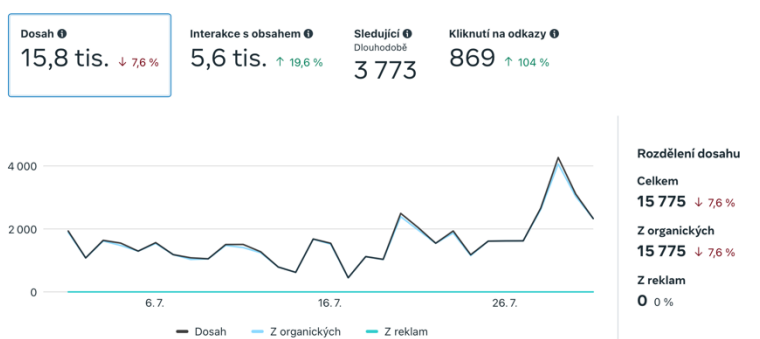 Dosah
15,8 tis. ↓ 7,6 %
Interakce s obsahem
5,6 tis. ↑ 19,6 %
Sledující
Dlouhodobě
3 773
Kliknutí na odkazy
869 ↑ 104 %
4 000
2 000
0
6. 7.
16. 7.
26. 7.
Dosah
Z organických
Z reklam
Rozdělení dosahu
Celkem
15 775 ↓ 7,6 %
Z organických
15 775 ↓ 7,6 %
Z reklam
0 0 %